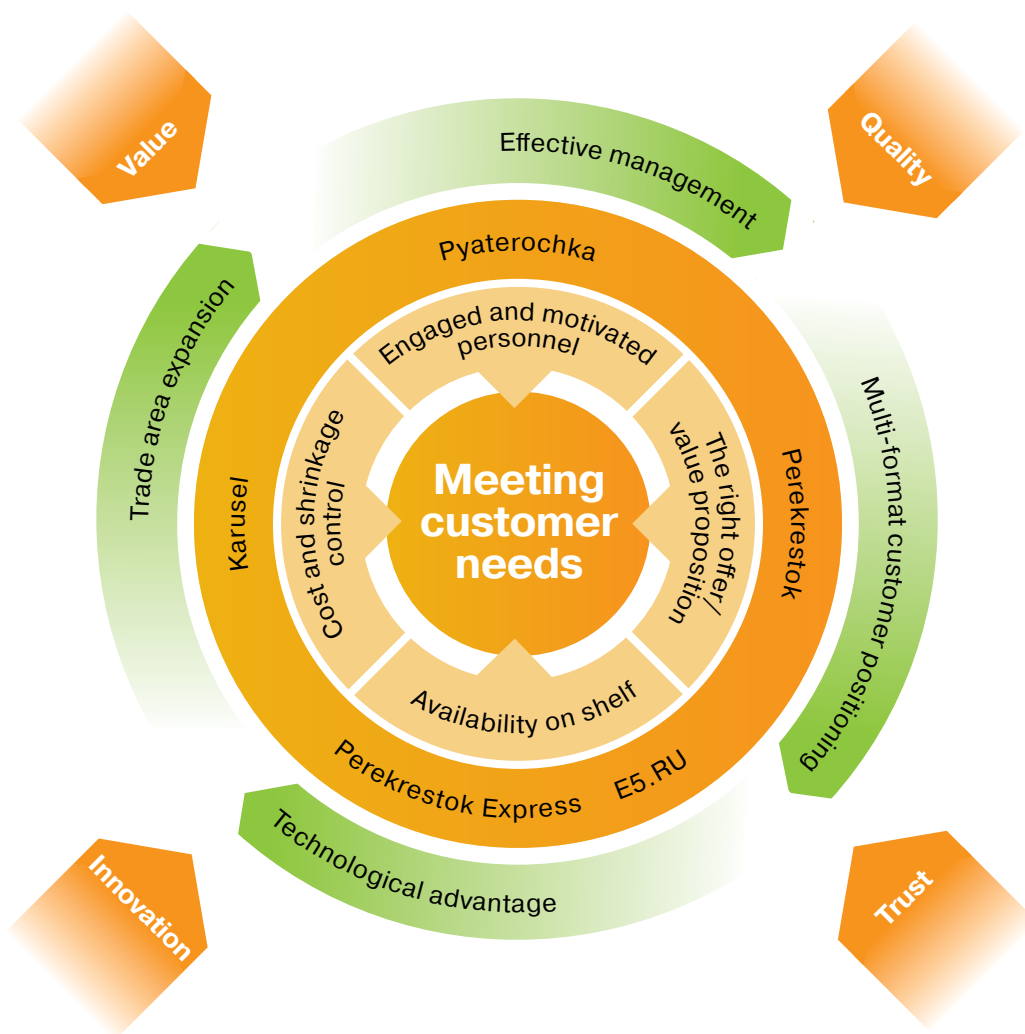 Value
Quality
Effective management
Pyaterochka
Engaged and motivated
personnel
Trade area expansion
Karusel
Cost and shrinkage
control
Meeting
customer
needs
The right offer/
value proposition
Perekrestok
Multi-format customer positioning
Availability on shelf
Perekrestok Express
E5.RU
Technological advantage
Innovation
Trust